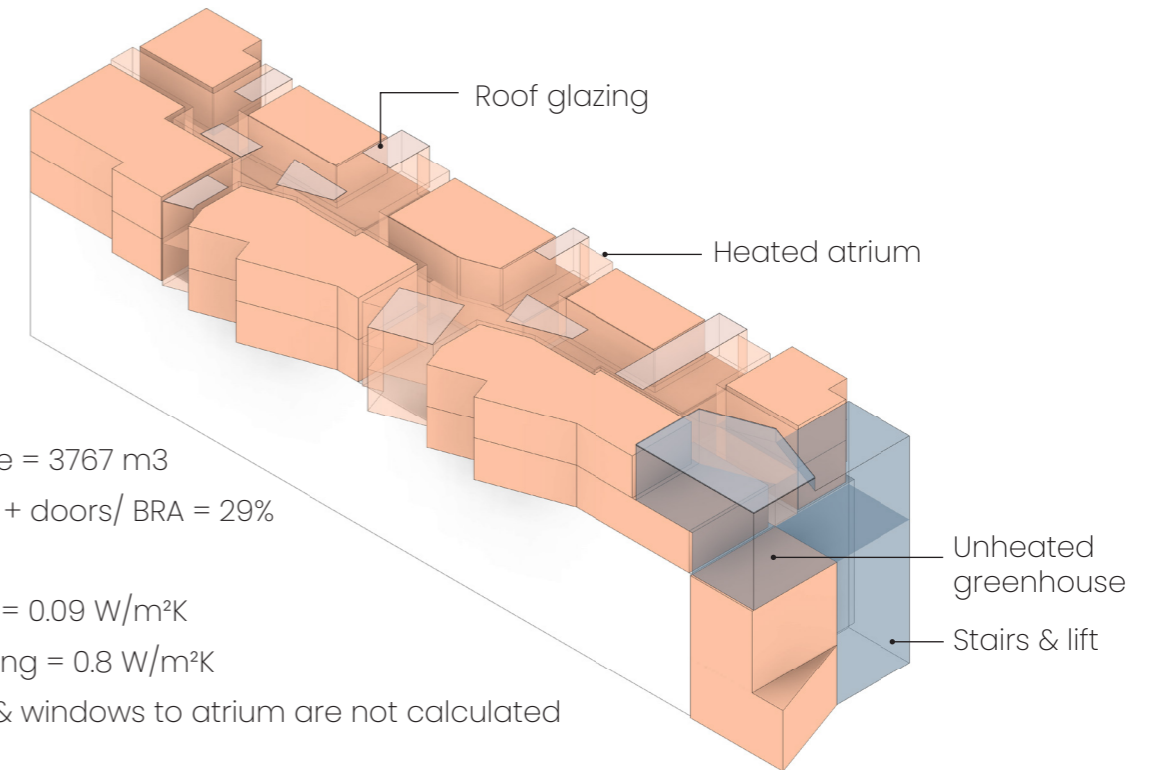 Roof glazing
Heated atrium
e = 3767 m3
+ doors/ BRA = 29%
Unheated
greenhouse
= 0.09 W/m²K
Stairs & lift
ng = 0.8 W/m²K
& windows to atrium are not calculated